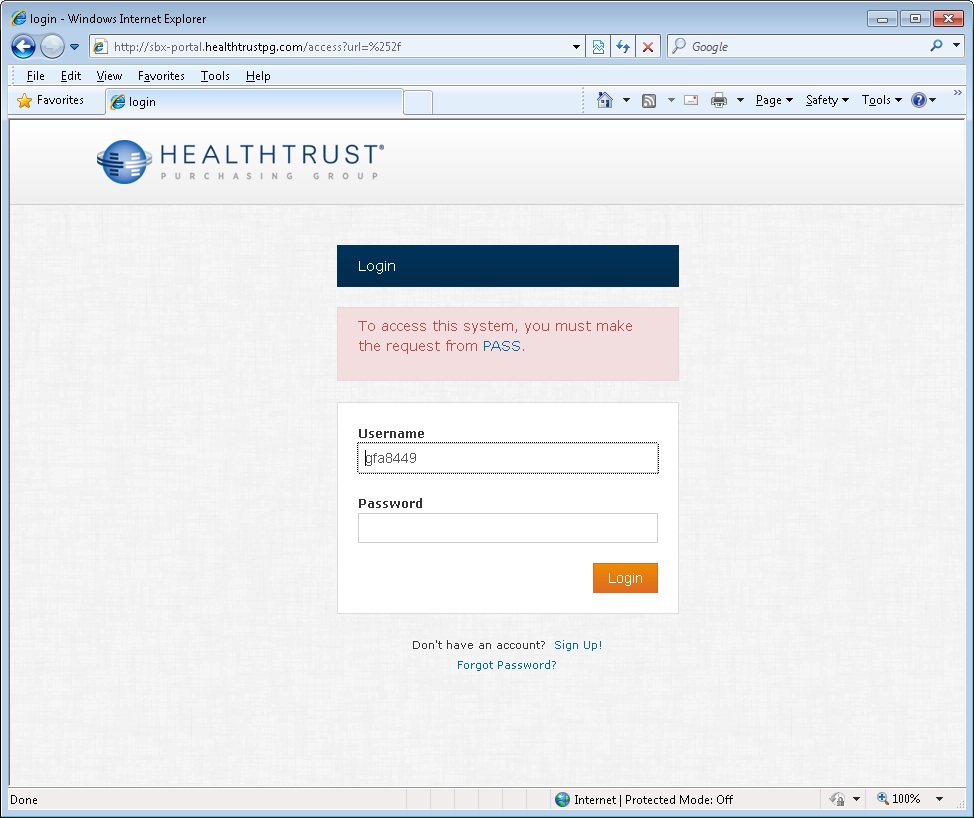 login - Windows Internet Explorer
http://sbx-portal.healthtrustpg.com/access?url=%252f
Google
File Edit View Favorites Tools Help
Favorites
login
Page Safety Tools
HEALTHTRUST®
PURCHASING GROUP
Login
To access this system, you must make
the request from PASS.
Username
gfa8449
Password
Login
Don't have an account? Sign Up!
Forgot Password?
Done
Internet | Protected Mode: Off
100%